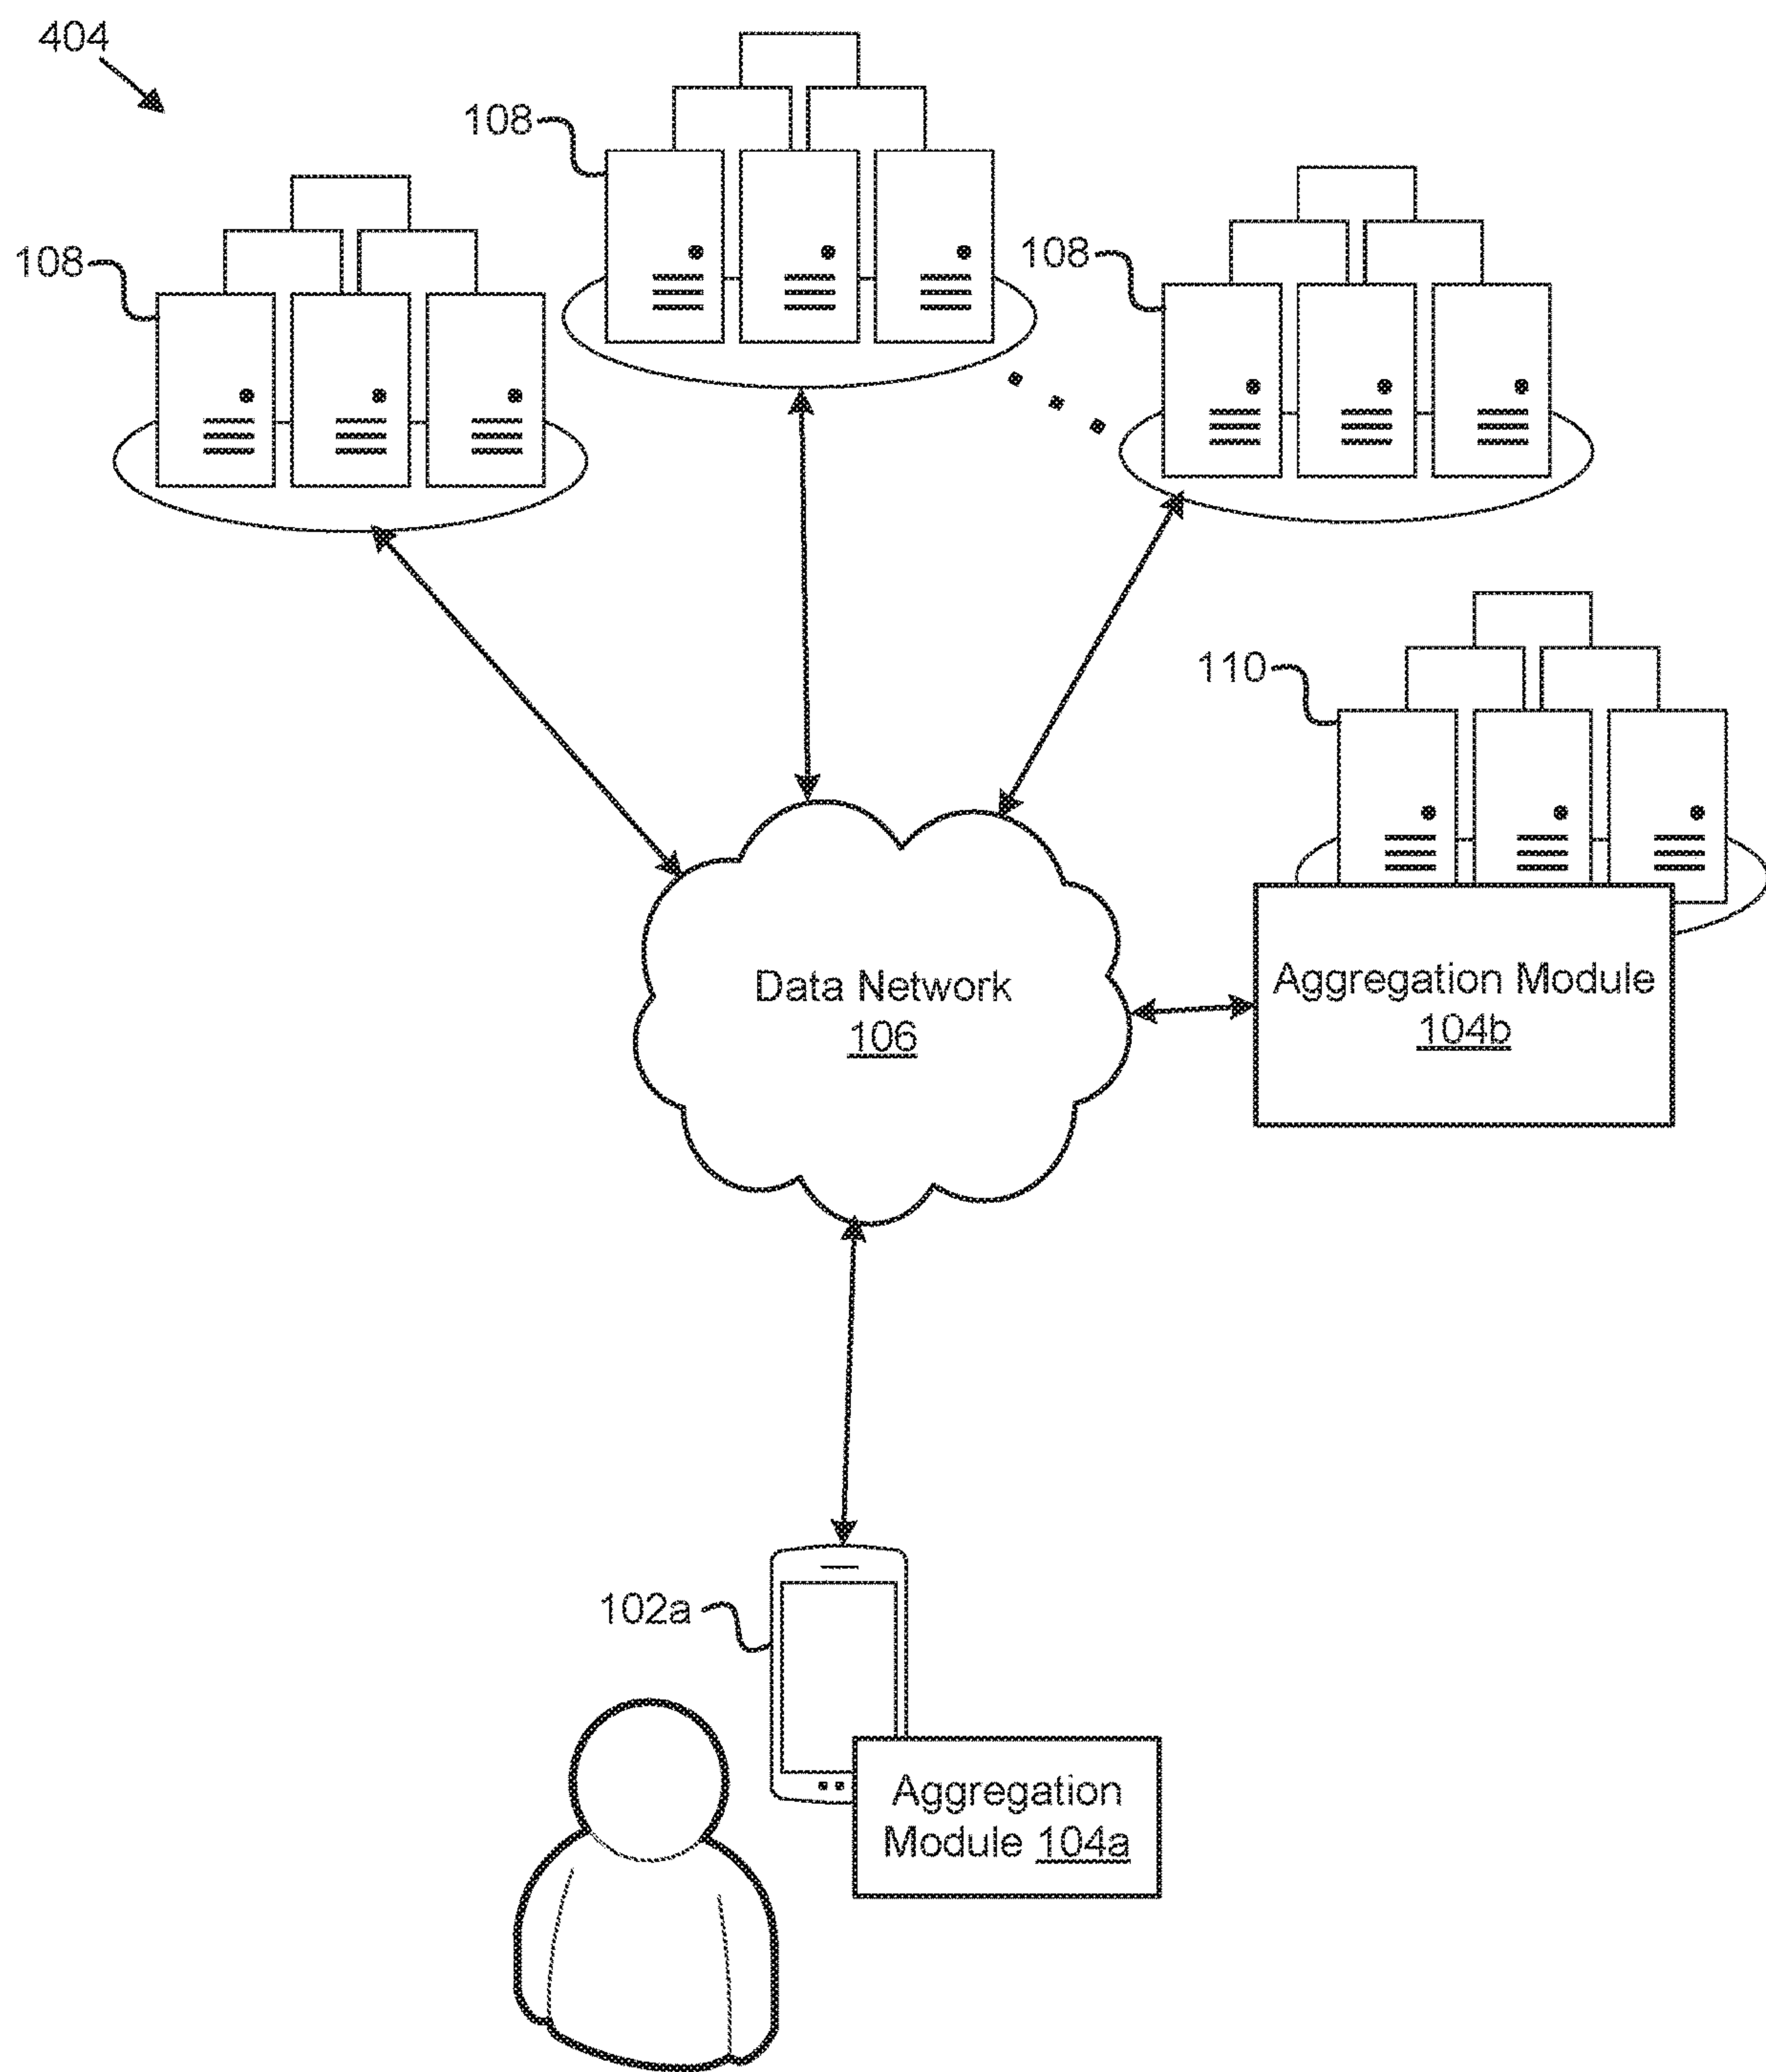 404
108
108
108
110
Data Network
106
Aggregation Module
104b
102a
Aggregation
Module 104a